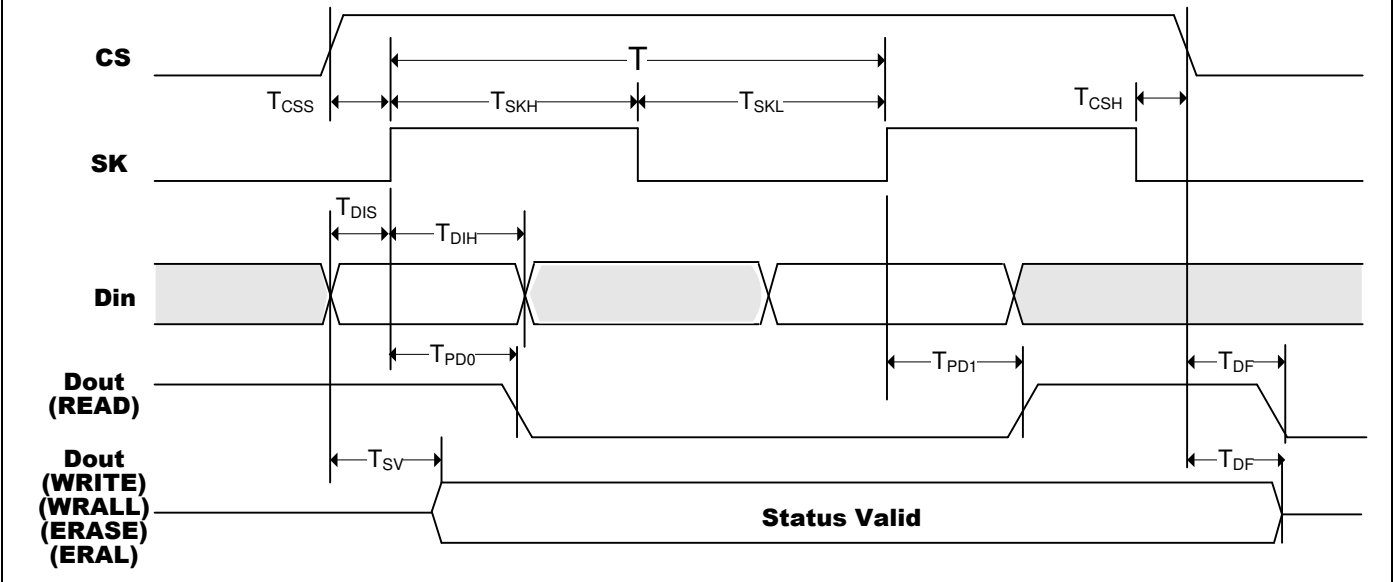 CS
T
TCSS
TSKH
TSKL
TCSH
SK
TDIS
TDIH
Din
TPD0
TPD1
TDF
Dout
(READ)
Dout
(WRITE)
(WRALL)
(ERASE)
(ERAL)
TSV
TDF
Status Valid